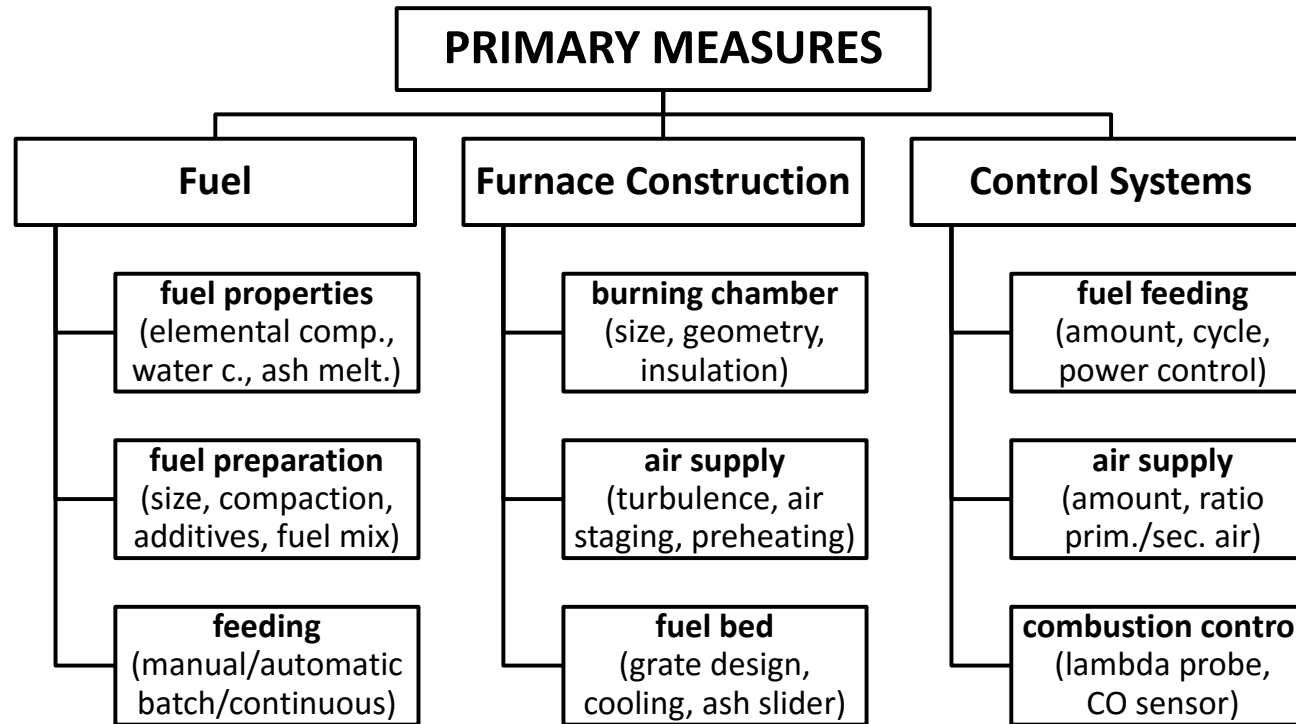 PRIMARY MEASURES
Fuel
fuel properties
(elemental comp.,
water c., ash melt.)
fuel preparation
(size, compaction,
additives, fuel mix)
feeding
(manual/automatic
batch/continuous)
Furnace Construction
burning chamber
(size, geometry,
insulation)
air supply
(turbulence, air
staging, preheating)
fuel bed
(grate design,
cooling, ash slider)
Control Systems
fuel feeding
(amount, cycle,
power control)
air supply
(amount, ratio
prim./sec. air)
combustion control
(lambda probe,
CO sensor)